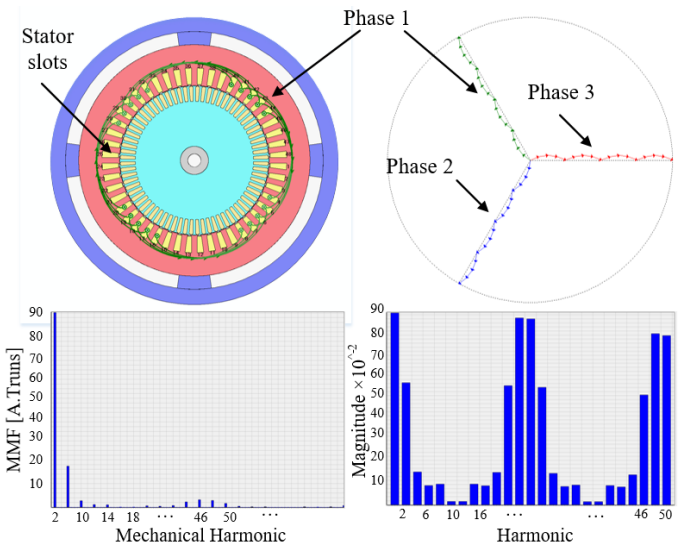 Stator
slots
Phase 1
Phase 3
Phase 2
90
80
70
60
50
40
30
20
10
MMF [A.Truns]
2 10 14 18 ... 46 50 ...
Mechanical Harmonic
90
80
70
60
50
40
30
20
10
Magnitude ×10^-2
2 6 10 16 ... ... 46 50
Harmonic